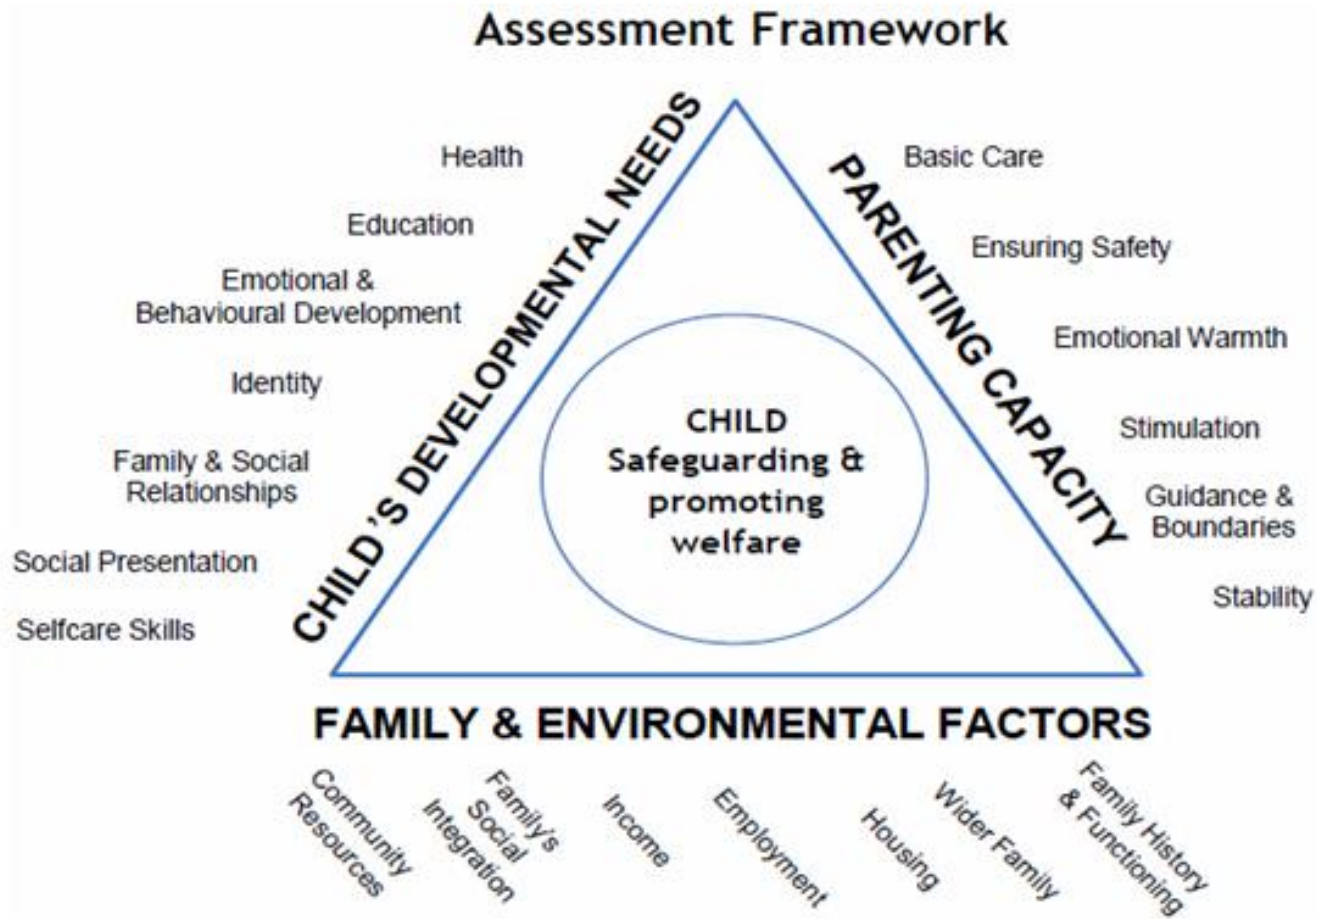 Assessment Framework
CHILD'S DEVELOPMENTAL NEEDS
Health
Education
Emotional &
Behavioural Development
Identity
Family & Social
Relationships
Social Presentation
Selfcare Skills
PARENTING CAPACITY
Basic Care
Ensuring Safety
Emotional Warmth
Stimulation
Guidance &
Boundaries
Stability
CHILD
Safeguarding &
promoting
welfare
FAMILY & ENVIRONMENTAL FACTORS
Community
Resources
Family's
Social
Integration
Income
Employment
Housing
Wider Family
Family History
& Functioning